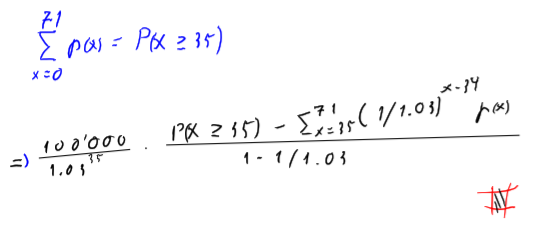 71
∑ p(x) = P(X ≥ 35)
x=0
=> 100'000 / 1.03^35 · (P(X ≥ 35) - ∑_{x=35}^{71} (1/1.03)^{x-34} p(x)) / (1 - 1/1.03)